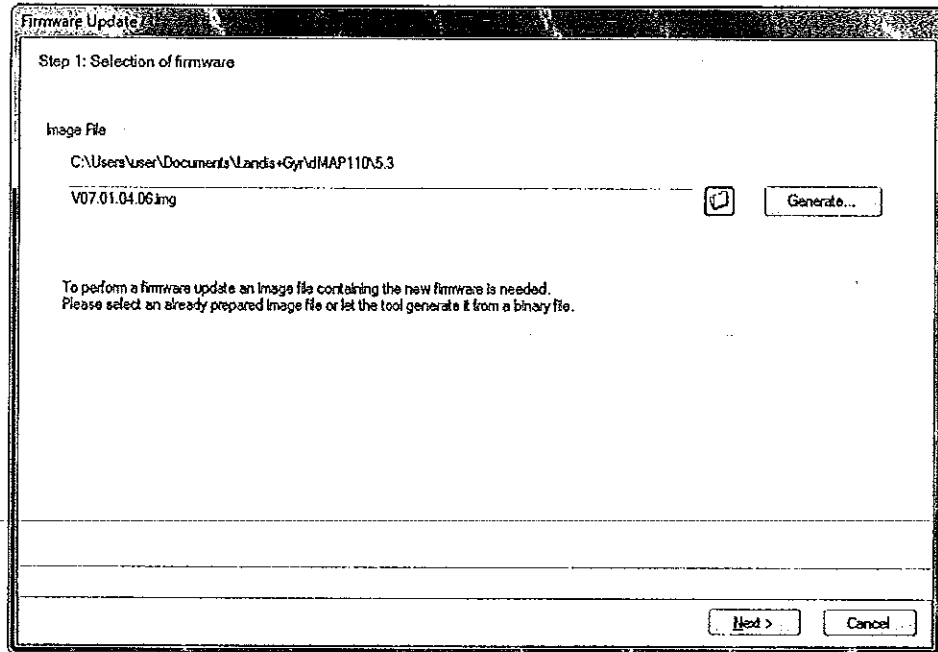 Firmware Update
Step 1: Selection of firmware
Image File
C:\Users\user\Documents\Landis+Gyr\dMAP110\5.3
V07.01.04.06.img
Generate...
To perform a firmware update an image file containing the new firmware is needed.
Please select an already prepared image file or let the tool generate it from a binary file.
Next >
Cancel